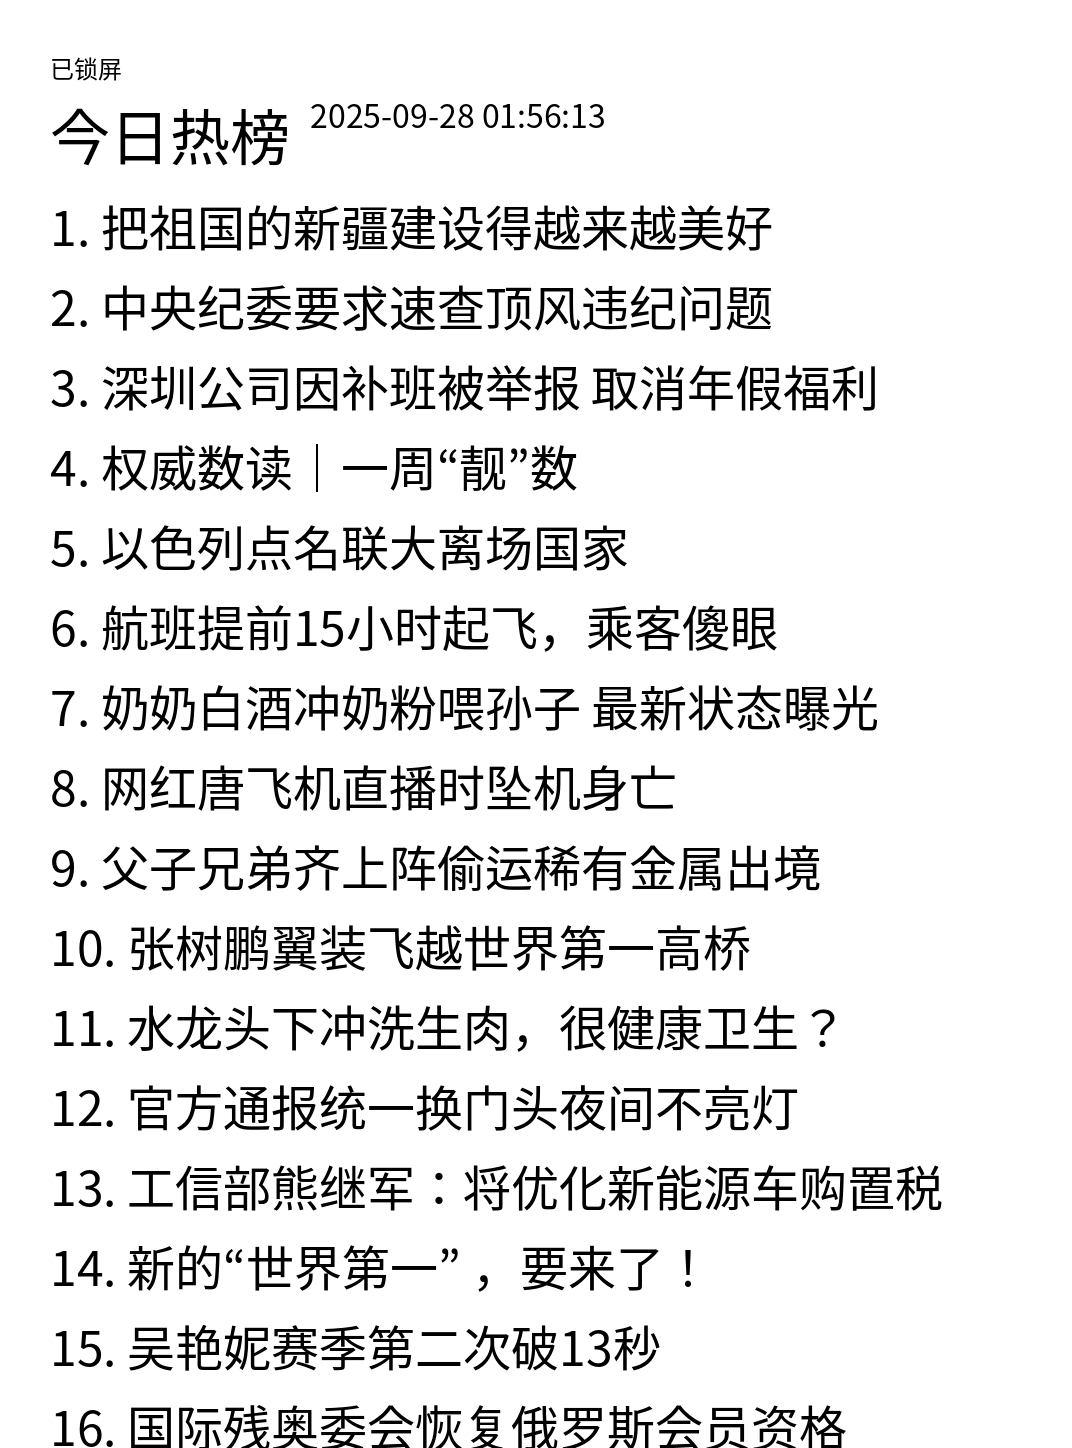 已锁屏
今日热榜 2025-09-28 01:56:13
1. 把祖国的新疆建设得越来越美好
2. 中央纪委要求速查顶风违纪问题
3. 深圳公司因补班被举报 取消年假福利
4. 权威数读｜一周“靓”数
5. 以色列点名联大离场国家
6. 航班提前15小时起飞，乘客傻眼
7. 奶奶白酒冲奶粉喂孙子 最新状态曝光
8. 网红唐飞机直播时坠机身亡
9. 父子兄弟齐上阵偷运稀有金属出境
10. 张树鹏翼装飞越世界第一高桥
11. 水龙头下冲洗生肉，很健康卫生？
12. 官方通报统一换门头夜间不亮灯
13. 工信部熊继军：将优化新能源车购置税
14. 新的“世界第一” ，要来了！
15. 吴艳妮赛季第二次破13秒
16. 国际残奥委会恢复俄罗斯会员资格